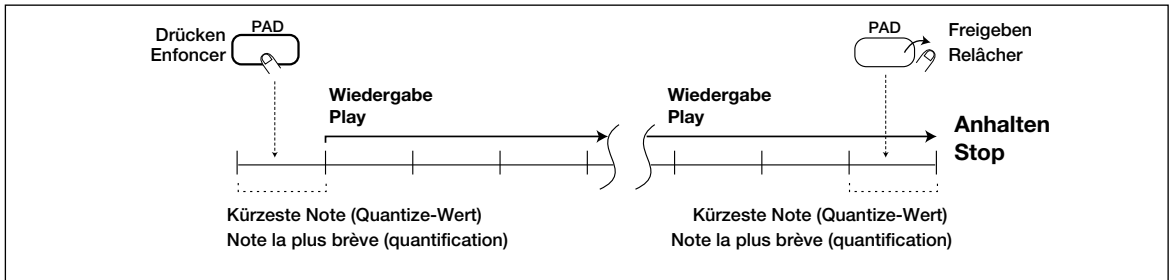 Drücken
Enfoncer
PAD
PAD
Freigeben
Relâcher
Wiedergabe
Play
Wiedergabe
Play
Anhalten
Stop
Kürzeste Note (Quantize-Wert)
Note la plus brève (quantification)
Kürzeste Note (Quantize-Wert)
Note la plus brève (quantification)